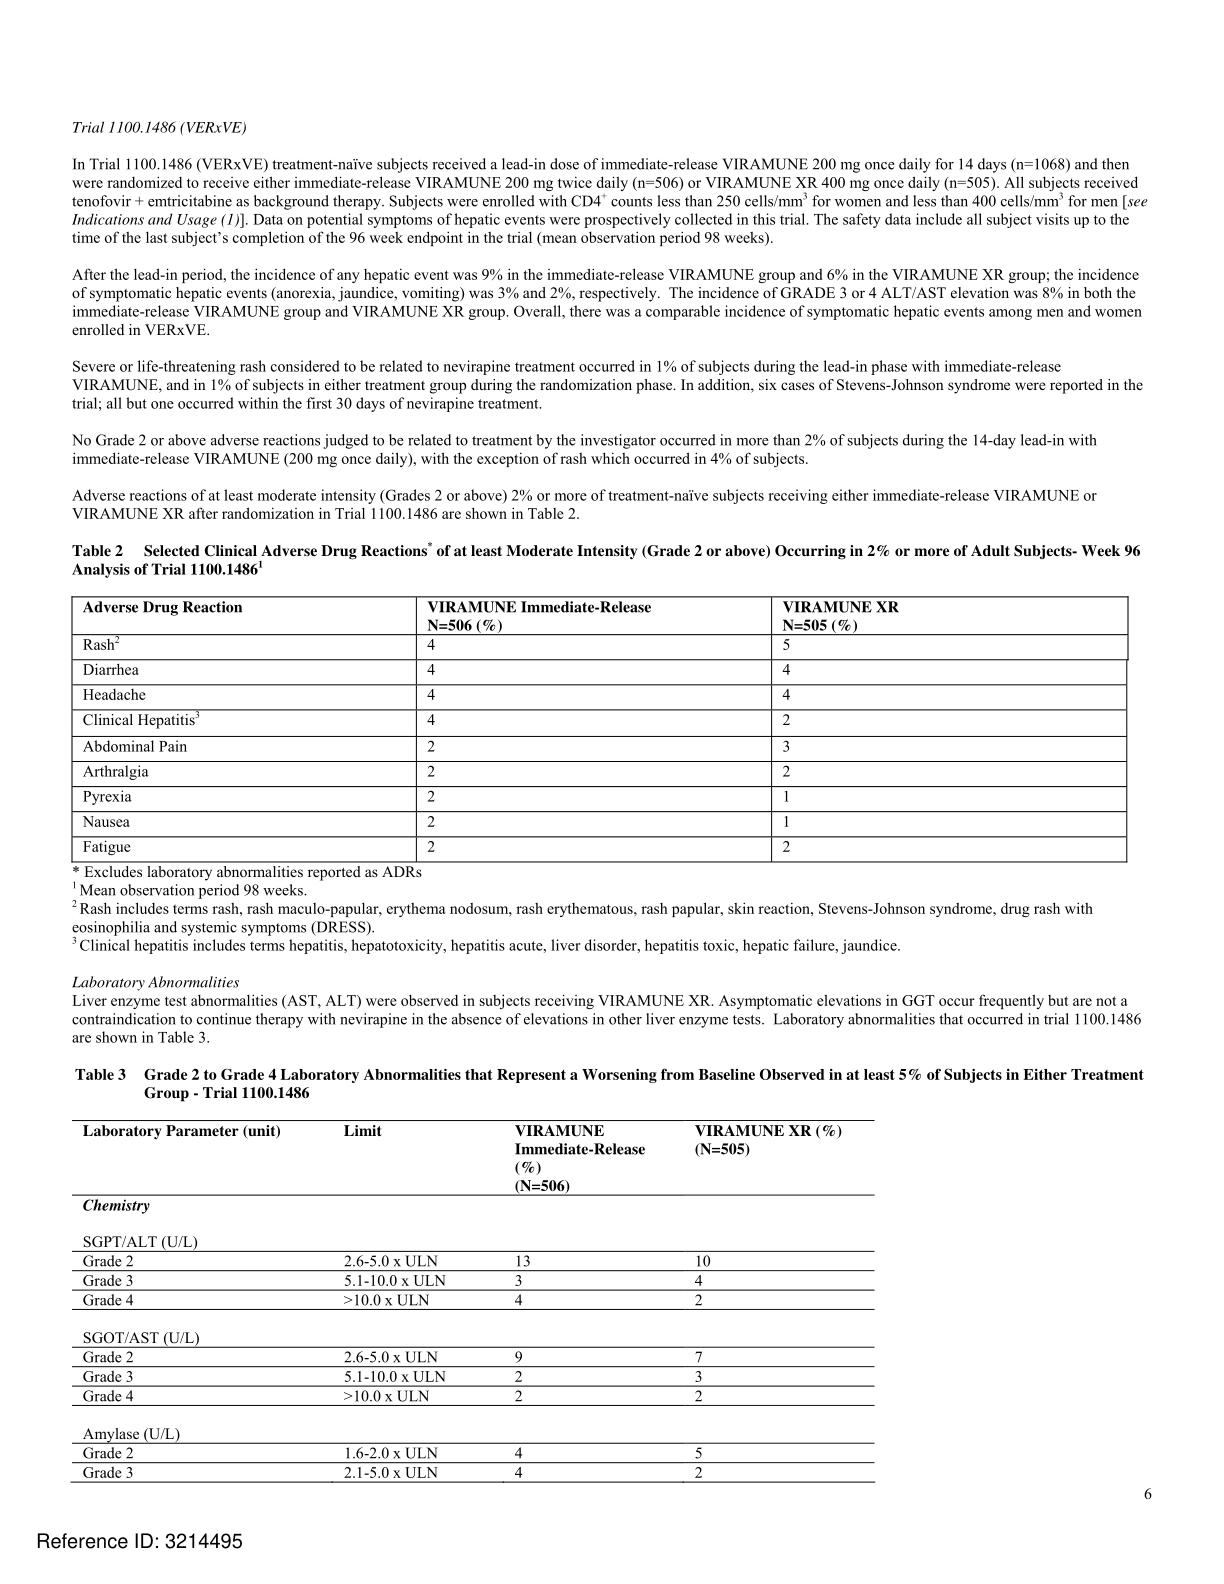 Trial 1100.1486 (VERxVE)
In Trial 1100.1486 (VERxVE) treatment-naïve subjects received a lead-in dose of immediate-release VIRAMUNE 200 mg once daily for 14 days (n=1068) and then
were randomized to receive either immediate-release VIRAMUNE 200 mg twice daily (n=506) or VIRAMUNE XR 400 mg once daily (n=505). All subjects received
tenofovir + emtricitabine as background therapy. Subjects were enrolled with CD4⁺ counts less than 250 cells/mm³ for women and less than 400 cells/mm³ for men [see
Indications and Usage (1)]. Data on potential symptoms of hepatic events were prospectively collected in this trial. The safety data include all subject visits up to the
time of the last subject’s completion of the 96 week endpoint in the trial (mean observation period 98 weeks).
After the lead-in period, the incidence of any hepatic event was 9% in the immediate-release VIRAMUNE group and 6% in the VIRAMUNE XR group; the incidence
of symptomatic hepatic events (anorexia, jaundice, vomiting) was 3% and 2%, respectively. The incidence of GRADE 3 or 4 ALT/AST elevation was 8% in both the
immediate-release VIRAMUNE group and VIRAMUNE XR group. Overall, there was a comparable incidence of symptomatic hepatic events among men and women
enrolled in VERxVE.
Severe or life-threatening rash considered to be related to nevirapine treatment occurred in 1% of subjects during the lead-in phase with immediate-release
VIRAMUNE, and in 1% of subjects in either treatment group during the randomization phase. In addition, six cases of Stevens-Johnson syndrome were reported in the
trial; all but one occurred within the first 30 days of nevirapine treatment.
No Grade 2 or above adverse reactions judged to be related to treatment by the investigator occurred in more than 2% of subjects during the 14-day lead-in with
immediate-release VIRAMUNE (200 mg once daily), with the exception of rash which occurred in 4% of subjects.
Adverse reactions of at least moderate intensity (Grades 2 or above) 2% or more of treatment-naïve subjects receiving either immediate-release VIRAMUNE or
VIRAMUNE XR after randomization in Trial 1100.1486 are shown in Table 2.
Table 2 Selected Clinical Adverse Drug Reactions* of at least Moderate Intensity (Grade 2 or above) Occurring in 2% or more of Adult Subjects- Week 96
Analysis of Trial 1100.1486¹
Adverse Drug Reaction VIRAMUNE Immediate-Release VIRAMUNE XR
N=506 (%) N=505 (%)
Rash² 4 5
Diarrhea 4 4
Headache 4 4
Clinical Hepatitis³ 4 2
Abdominal Pain 2 3
Arthralgia 2 2
Pyrexia 2 1
Nausea 2 1
Fatigue 2 2
* Excludes laboratory abnormalities reported as ADRs
¹ Mean observation period 98 weeks.
² Rash includes terms rash, rash maculo-papular, erythema nodosum, rash erythematous, rash papular, skin reaction, Stevens-Johnson syndrome, drug rash with
eosinophilia and systemic symptoms (DRESS).
³ Clinical hepatitis includes terms hepatitis, hepatotoxicity, hepatitis acute, liver disorder, hepatitis toxic, hepatic failure, jaundice.
Laboratory Abnormalities
Liver enzyme test abnormalities (AST, ALT) were observed in subjects receiving VIRAMUNE XR. Asymptomatic elevations in GGT occur frequently but are not a
contraindication to continue therapy with nevirapine in the absence of elevations in other liver enzyme tests. Laboratory abnormalities that occurred in trial 1100.1486
are shown in Table 3.
Table 3 Grade 2 to Grade 4 Laboratory Abnormalities that Represent a Worsening from Baseline Observed in at least 5% of Subjects in Either Treatment
Group - Trial 1100.1486
Laboratory Parameter (unit) Limit VIRAMUNE VIRAMUNE XR (%)
Immediate-Release (N=505)
(%)
(N=506)
Chemistry
SGPT/ALT (U/L)
Grade 2 2.6-5.0 x ULN 13 10
Grade 3 5.1-10.0 x ULN 3 4
Grade 4 >10.0 x ULN 4 2
SGOT/AST (U/L)
Grade 2 2.6-5.0 x ULN 9 7
Grade 3 5.1-10.0 x ULN 2 3
Grade 4 >10.0 x ULN 2 2
Amylase (U/L)
Grade 2 1.6-2.0 x ULN 4 5
Grade 3 2.1-5.0 x ULN 4 2
6
Reference ID: 3214495